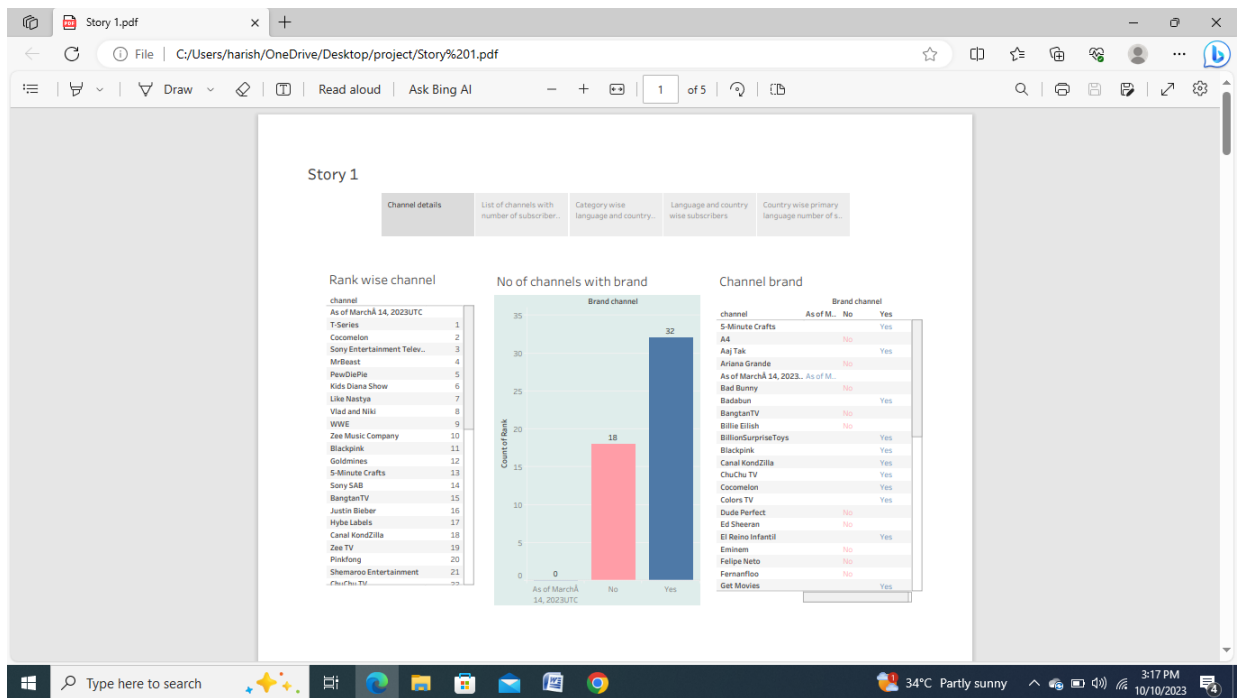 Story 1.pdf
File
C:/Users/harish/OneDrive/Desktop/project/Story%201.pdf
Draw
Read aloud
Ask Bing AI
1
of 5
Story 1
Channel details
List of channels with
number of subscriber..
Category wise
language and country..
Language and country
wise subscribers
Country wise primary
language number of s..
Rank wise channel
channel
As of MarchÂ 14, 2023UTC
T-Series 1
Cocomelon 2
Sony Entertainment Telev.. 3
MrBeast 4
PewDiePie 5
Kids Diana Show 6
Like Nastya 7
Vlad and Niki 8
WWE 9
Zee Music Company 10
Blackpink 11
Goldmines 12
5-Minute Crafts 13
Sony SAB 14
BangtanTV 15
Justin Bieber 16
Hybe Labels 17
Canal KondZilla 18
Zee TV 19
Pinkfong 20
Shemaroo Entertainment 21
ChuChu TV 22
No of channels with brand
Brand channel
35
30
25
20
15
10
5
0
Count of Rank
0
18
32
As of MarchÂ
14, 2023UTC
No
Yes
Channel brand
Brand channel
channel As of M.. No Yes
5-Minute Crafts Yes
A4 No
Aaj Tak Yes
Ariana Grande No
As of MarchÂ 14, 2023.. As of M..
Bad Bunny No
Badabun Yes
BangtanTV No
Billie Eilish No
BillionSurpriseToys Yes
Blackpink Yes
Canal KondZilla Yes
ChuChu TV Yes
Cocomelon Yes
Colors TV Yes
Dude Perfect No
Ed Sheeran No
El Reino Infantil Yes
Eminem No
Felipe Neto No
Fernanfloo No
Get Movies Yes
Type here to search
34°C Partly sunny
3:17 PM
10/10/2023